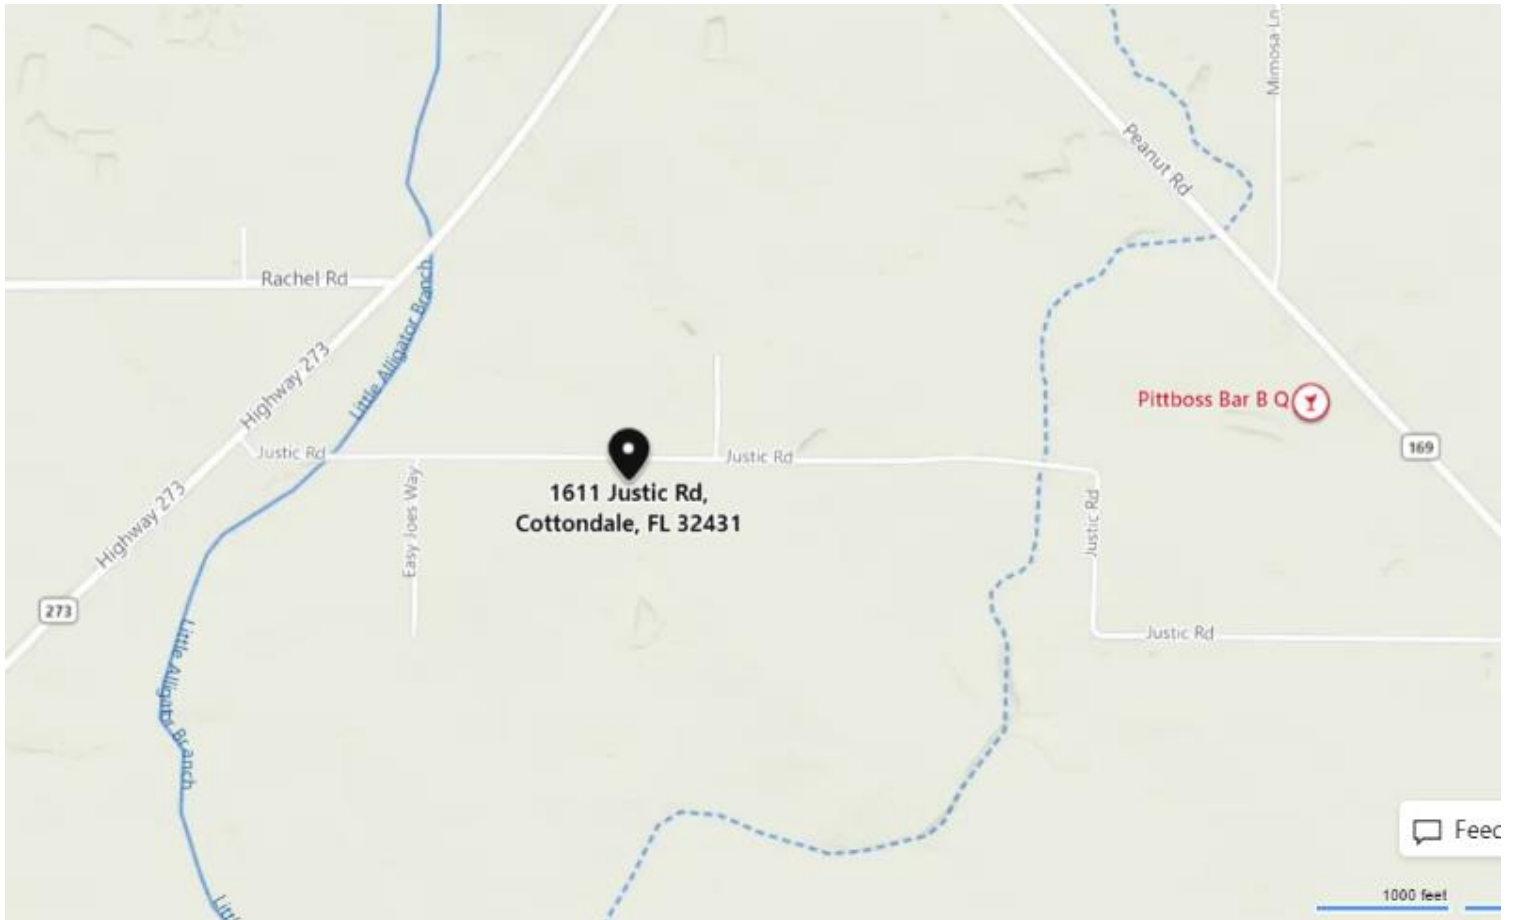 Mimosa Ln
Peanut Rd
Rachel Rd
Little Alligator Branch
Highway 273
Pittboss Bar B Q
169
Justic Rd
Justic Rd
1611 Justic Rd,
Cottondale, FL 32431
Easy Joes Way
Justic Rd
Highway 273
273
Little Alligator Branch
Justic Rd
Feed
1000 feet